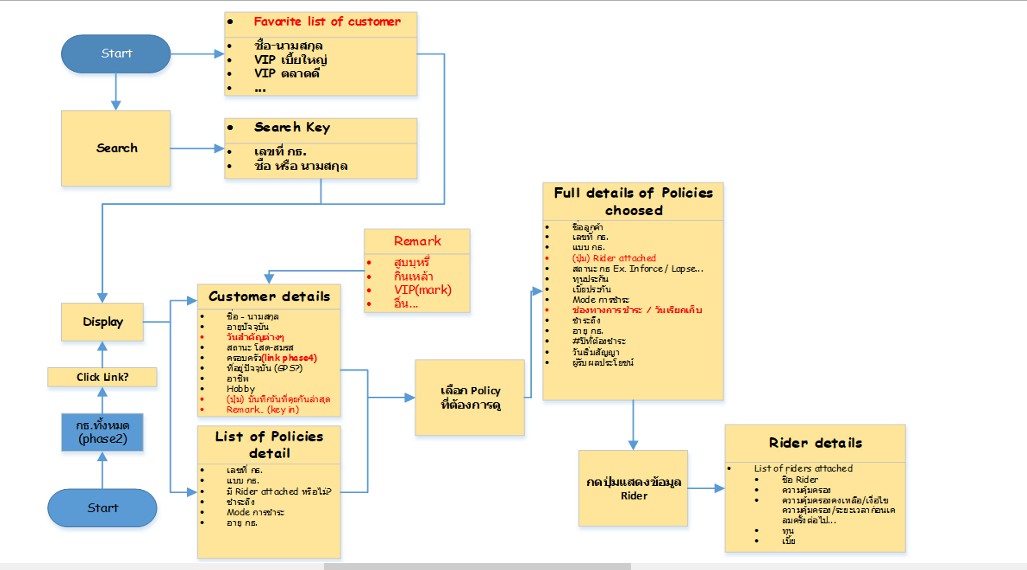 Start
Favorite list of customer
ชื่อ-นามสกุล
VIP เบี้ยใหญ่
VIP ตลาดดี
...
Search
Search Key
เลขที่ กธ.
ชื่อ หรือ นามสกุล
Remark
สูบบุหรี่
กินเหล้า
VIP(mark)
อื่น...
Display
Click Link?
กธ.ทั้งหมด
(phase2)
Start
Customer details
ชื่อ - นามสกุล
อายุปัจจุบัน
วันสำคัญต่างๆ
สถานะ โสด-สมรส
ครอบครัว(link phase4)
ที่อยู่ปัจจุบัน (GPS?)
อาชีพ
Hobby
(ปุ่ม) บันทึกวันที่คุยกันล่าสุด
Remark.. (key in)
List of Policies
detail
เลขที่ กธ.
แบบ กธ.
มี Rider attached หรือไม่?
ชำระถึง
Mode การชำระ
อายุ กธ.
เลือก Policy
ที่ต้องการดู
Full details of Policies
choosed
ชื่อลูกค้า
เลขที่ กธ.
แบบ กธ.
(ปุ่ม) Rider attached
สถานะ กธ Ex. Inforce / Lapse...
ทุนประกัน
เบี้ยประกัน
Mode การชำระ
ช่องทางการชำระ / วันเรียกเก็บ
ชำระถึง
อายุ กธ.
#ปีที่ต้องชำระ
วันเริ่มสัญญา
ผู้รับผลประโยชน์
กดปุ่มแสดงข้อมูล
Rider
Rider details
List of riders attached
ชื่อ Rider
ความคุ้มครอง
ความคุ้มครองคงเหลือ/เงื่อนไข
ความคุ้มครอง/ระยะเวลาก่อนเค
ลมครั้งต่อไป...
ทุน
เบี้ย